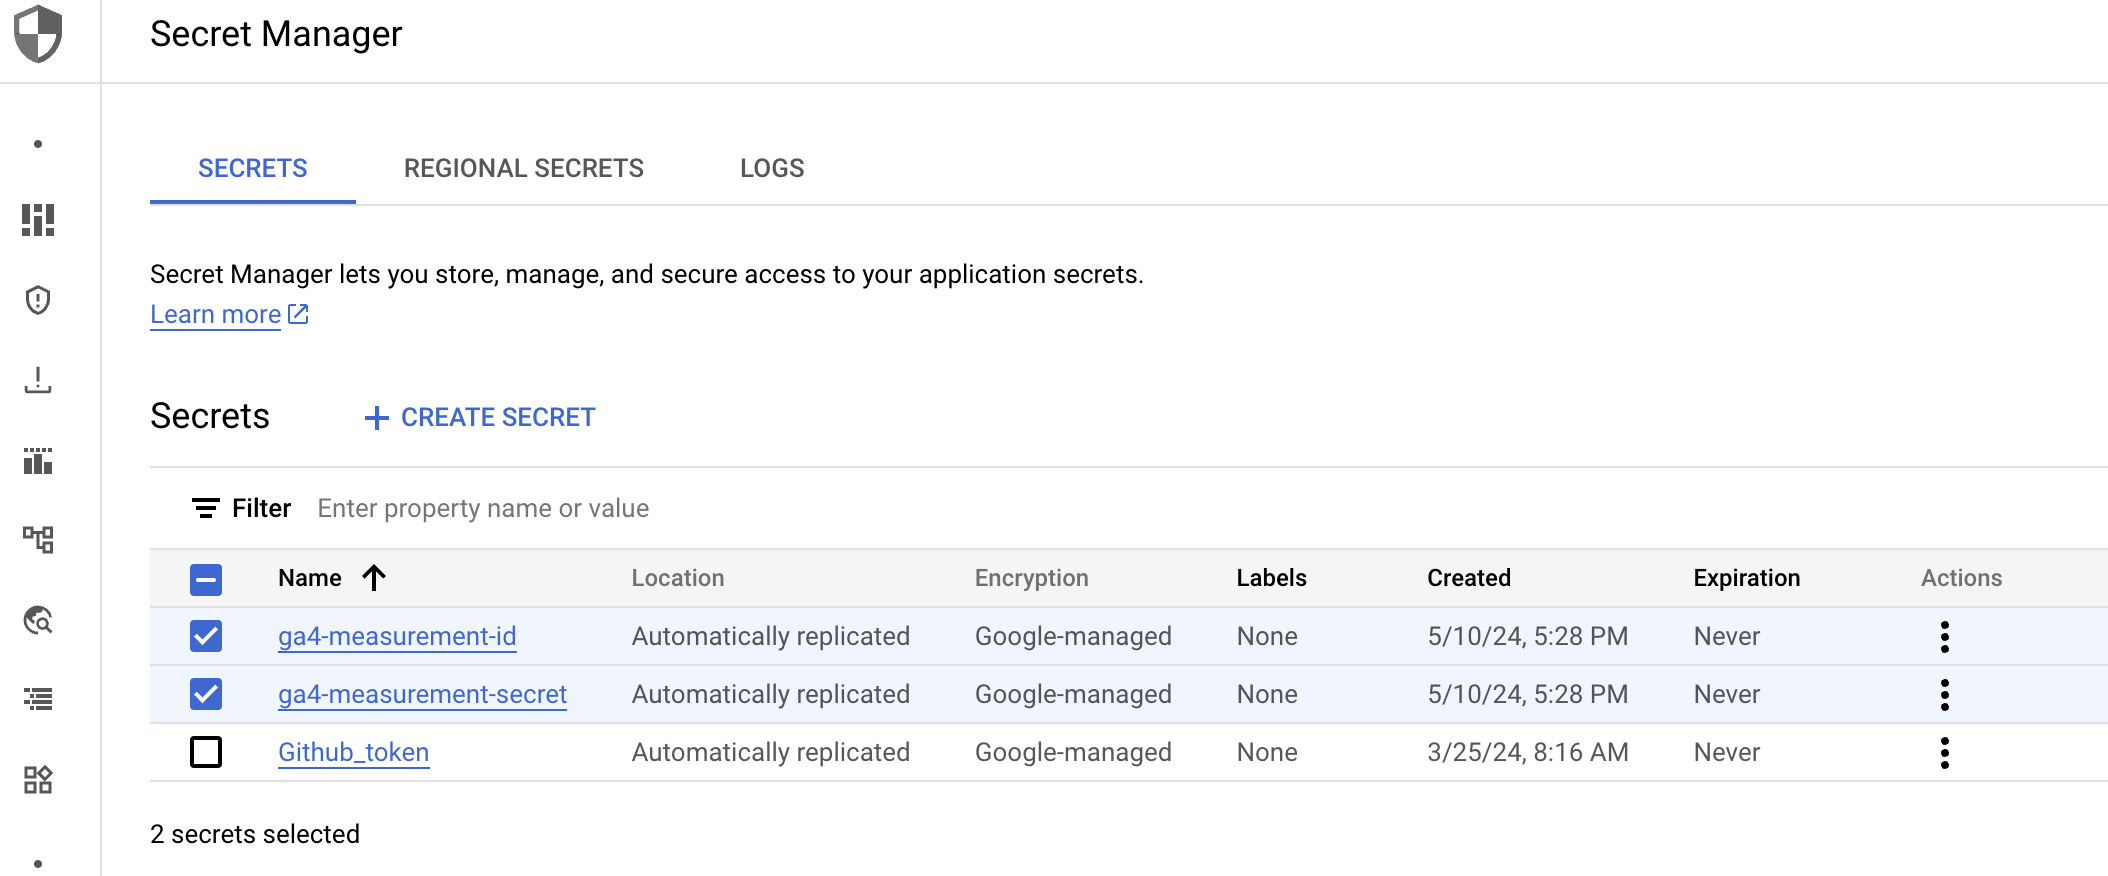 Secret Manager
SECRETS REGIONAL SECRETS LOGS
Secret Manager lets you store, manage, and secure access to your application secrets.
Learn more
Secrets CREATE SECRET
Filter Enter property name or value
Name Location Encryption Labels Created Expiration Actions
ga4-measurement-id Automatically replicated Google-managed None 5/10/24, 5:28 PM Never
ga4-measurement-secret Automatically replicated Google-managed None 5/10/24, 5:28 PM Never
Github_token Automatically replicated Google-managed None 3/25/24, 8:16 AM Never
2 secrets selected